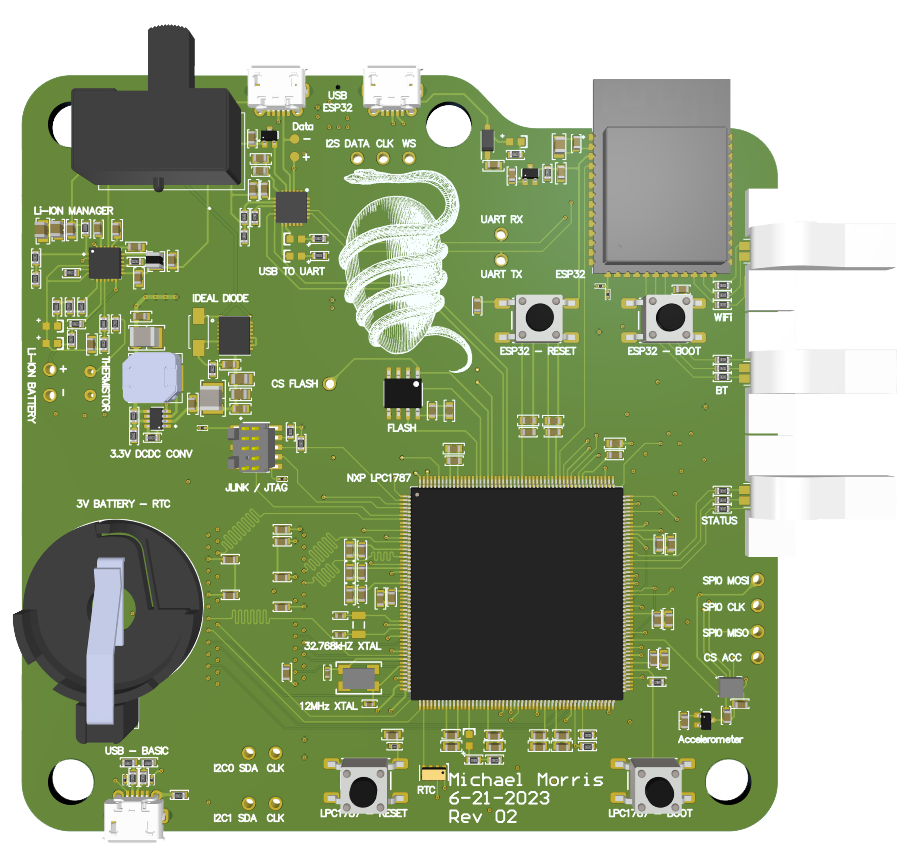 USB
ESP32
Data
-
+
I2S DATA CLK WS
Li-ION MANAGER
UART RX
USB TO UART
UART TX
ESP32
IDEAL DIODE
WIFI
ESP32 - RESET
ESP32 - BOOT
+
-
LI-ION BATTERY
THERMISTOR
CS FLASH
BT
FLASH
3.3V DCDC CONV
JLINK / JTAG
NXP LPC1787
3V BATTERY - RTC
STATUS
SPI0 MOSI
SPI0 CLK
SPI0 MISO
32.768kHZ XTAL
CS ACC
12MHz XTAL
Accelerometer
USB - BASIC
I2C0 SDA CLK
RTC
Michael Morris
6-21-2023
Rev 02
I2C1 SDA CLK
LPC1787 RESET
LPC1787 BOOT